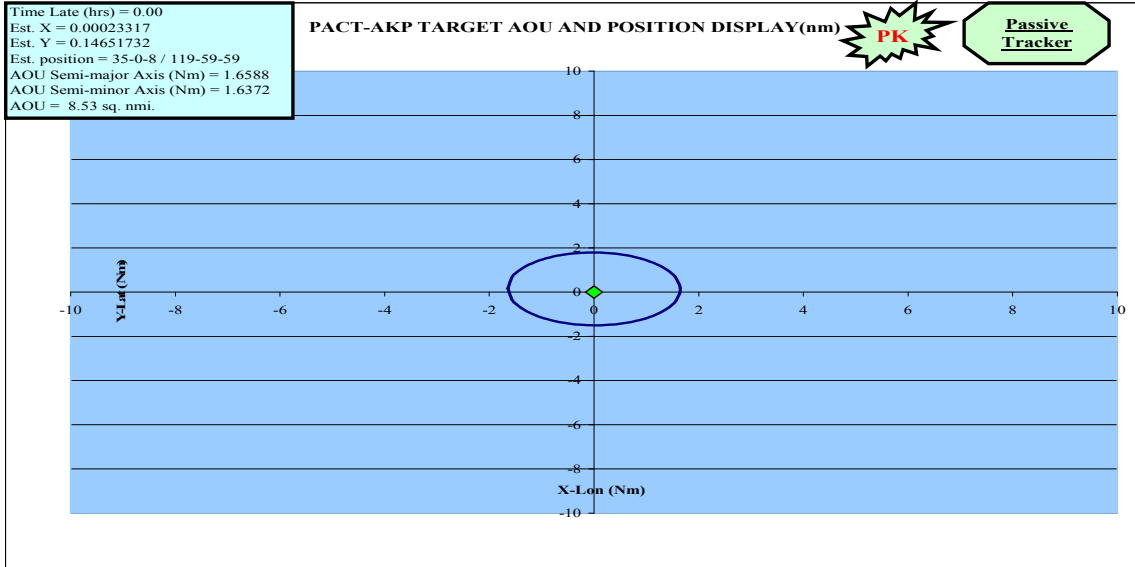 Time Late (hrs) = 0.00
Est. X = 0.00023317
Est. Y = 0.14651732
Est. position = 35-0-8 / 119-59-59
AOU Semi-major Axis (Nm) = 1.6588
AOU Semi-minor Axis (Nm) = 1.6372
AOU =  8.53 sq. nmi.
PACT-AKP TARGET AOU AND POSITION DISPLAY(nm)
PK
Passive
Tracker
10
8
6
4
2
0
-2
-4
-6
-8
-10
-10
-8
-6
-4
-2
0
2
4
6
8
10
Y-Lat (Nm)
X-Lon (Nm)